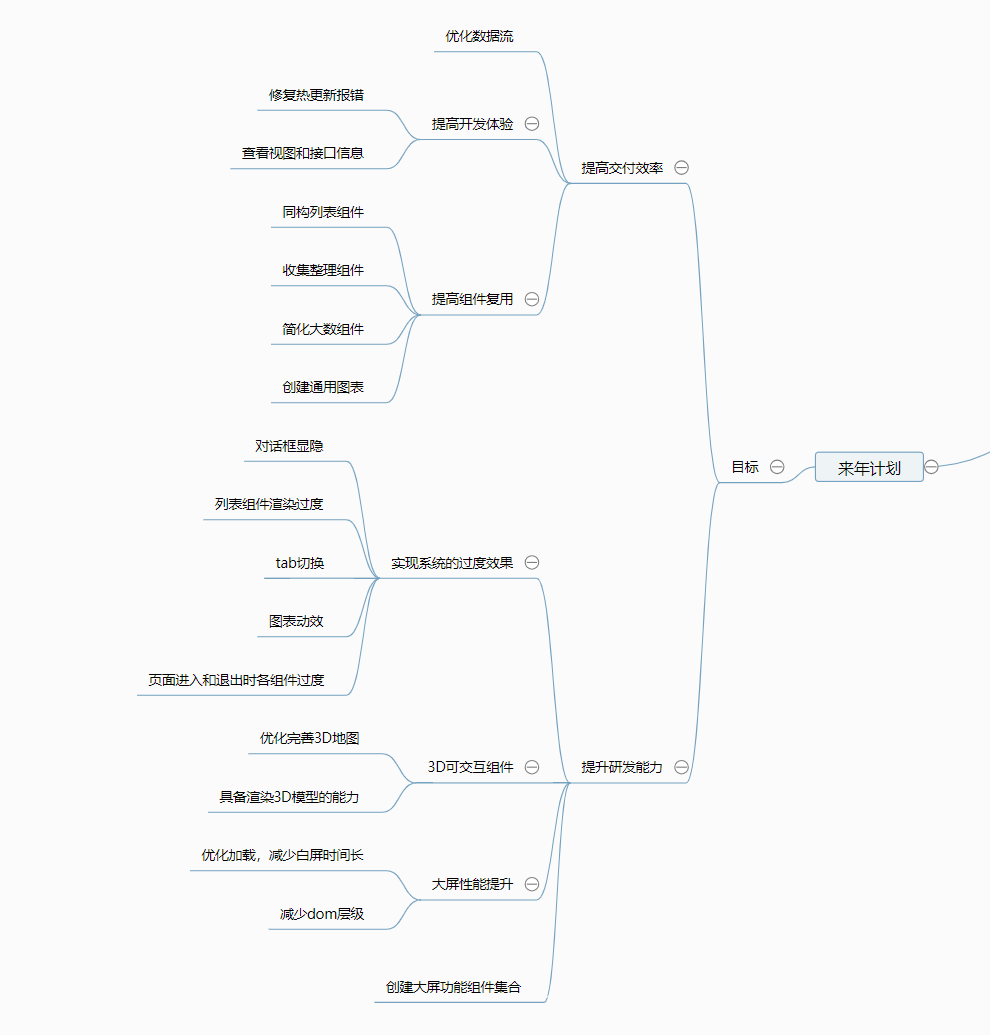 优化数据流
修复热更新报错
提高开发体验
查看视图和接口信息
提高交付效率
同构列表组件
收集整理组件
提高组件复用
简化大数组件
创建通用图表
对话框显隐
目标
来年计划
列表组件渲染过度
tab切换
实现系统的过度效果
图表动效
页面进入和退出时各组件过度
优化完善3D地图
3D可交互组件
提升研发能力
具备渲染3D模型的能力
优化加载，减少白屏时间长
大屏性能提升
减少dom层级
创建大屏功能组件集合